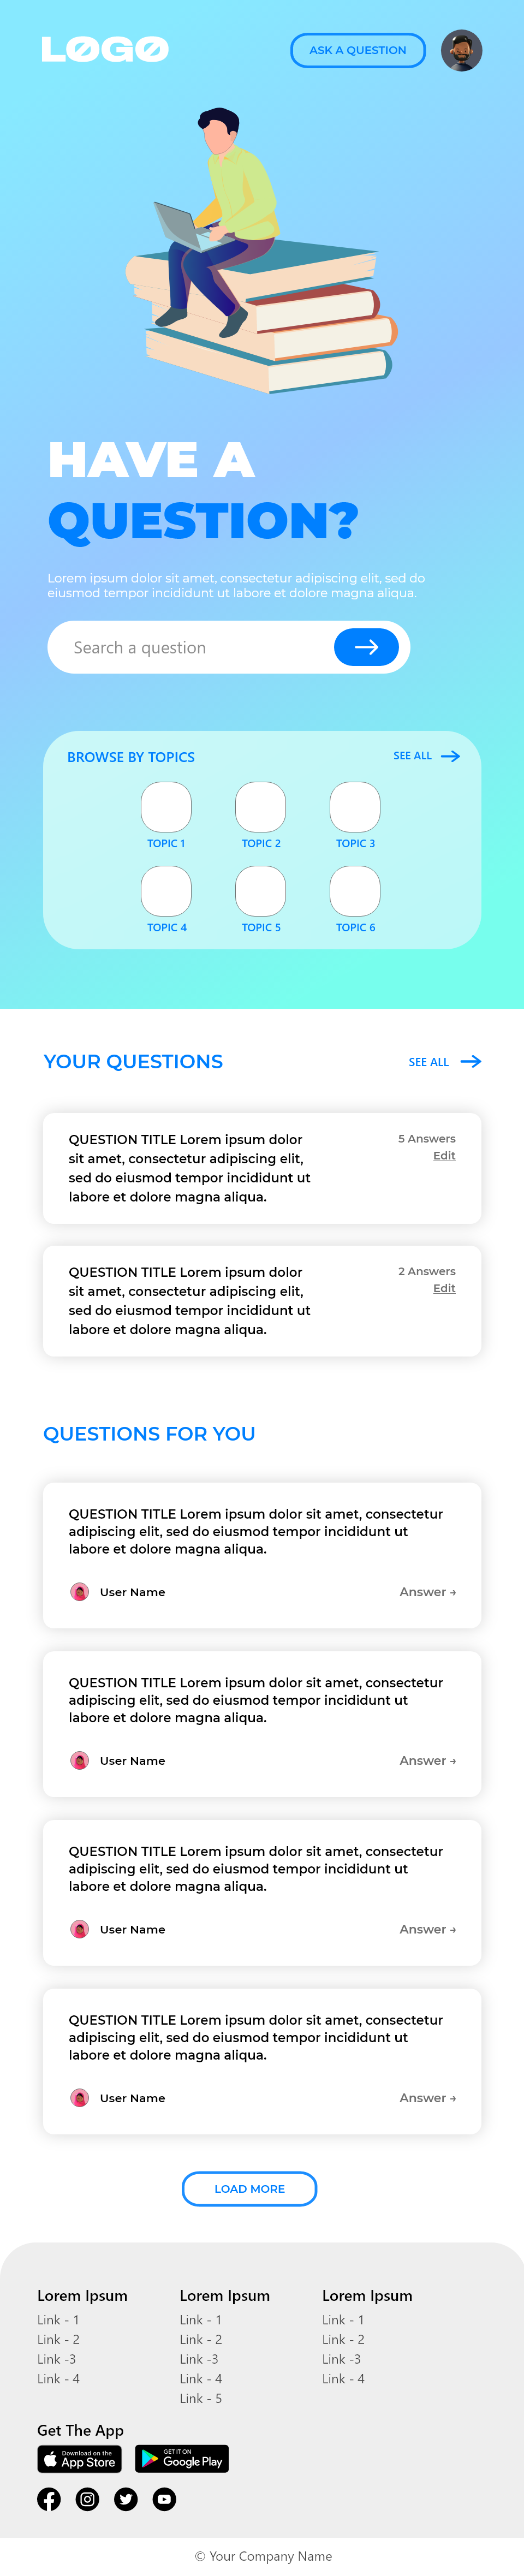 LOGO
ASK A QUESTION
HAVE A
QUESTION?
Lorem ipsum dolor sit amet, consectetur adipiscing elit, sed do
eiusmod tempor incididunt ut labore et dolore magna aliqua.
Search a question
BROWSE BY TOPICS
SEE ALL
TOPIC 1
TOPIC 2
TOPIC 3
TOPIC 4
TOPIC 5
TOPIC 6
YOUR QUESTIONS
SEE ALL
QUESTION TITLE Lorem ipsum dolor
sit amet, consectetur adipiscing elit,
sed do eiusmod tempor incididunt ut
labore et dolore magna aliqua.
5 Answers
Edit
QUESTION TITLE Lorem ipsum dolor
sit amet, consectetur adipiscing elit,
sed do eiusmod tempor incididunt ut
labore et dolore magna aliqua.
2 Answers
Edit
QUESTIONS FOR YOU
QUESTION TITLE Lorem ipsum dolor sit amet, consectetur
adipiscing elit, sed do eiusmod tempor incididunt ut
labore et dolore magna aliqua.
User Name
Answer →
QUESTION TITLE Lorem ipsum dolor sit amet, consectetur
adipiscing elit, sed do eiusmod tempor incididunt ut
labore et dolore magna aliqua.
User Name
Answer →
QUESTION TITLE Lorem ipsum dolor sit amet, consectetur
adipiscing elit, sed do eiusmod tempor incididunt ut
labore et dolore magna aliqua.
User Name
Answer →
QUESTION TITLE Lorem ipsum dolor sit amet, consectetur
adipiscing elit, sed do eiusmod tempor incididunt ut
labore et dolore magna aliqua.
User Name
Answer →
LOAD MORE
Lorem Ipsum
Link - 1
Link - 2
Link -3
Link - 4
Lorem Ipsum
Link - 1
Link - 2
Link -3
Link - 4
Link - 5
Lorem Ipsum
Link - 1
Link - 2
Link -3
Link - 4
Get The App
Download on the
App Store
GET IT ON
Google Play
© Your Company Name